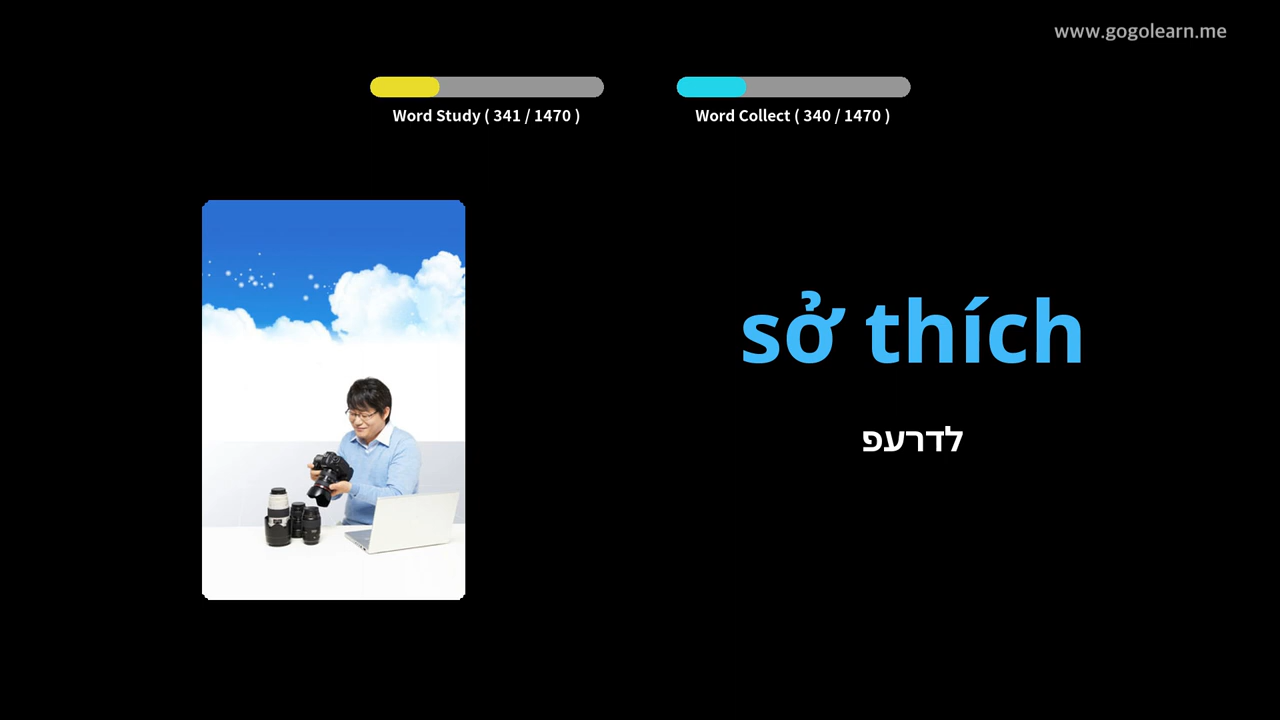 www.gogolearn.me
Word Study ( 341 / 1470 )
Word Collect ( 340 / 1470 )
sở thích
לדרעפ